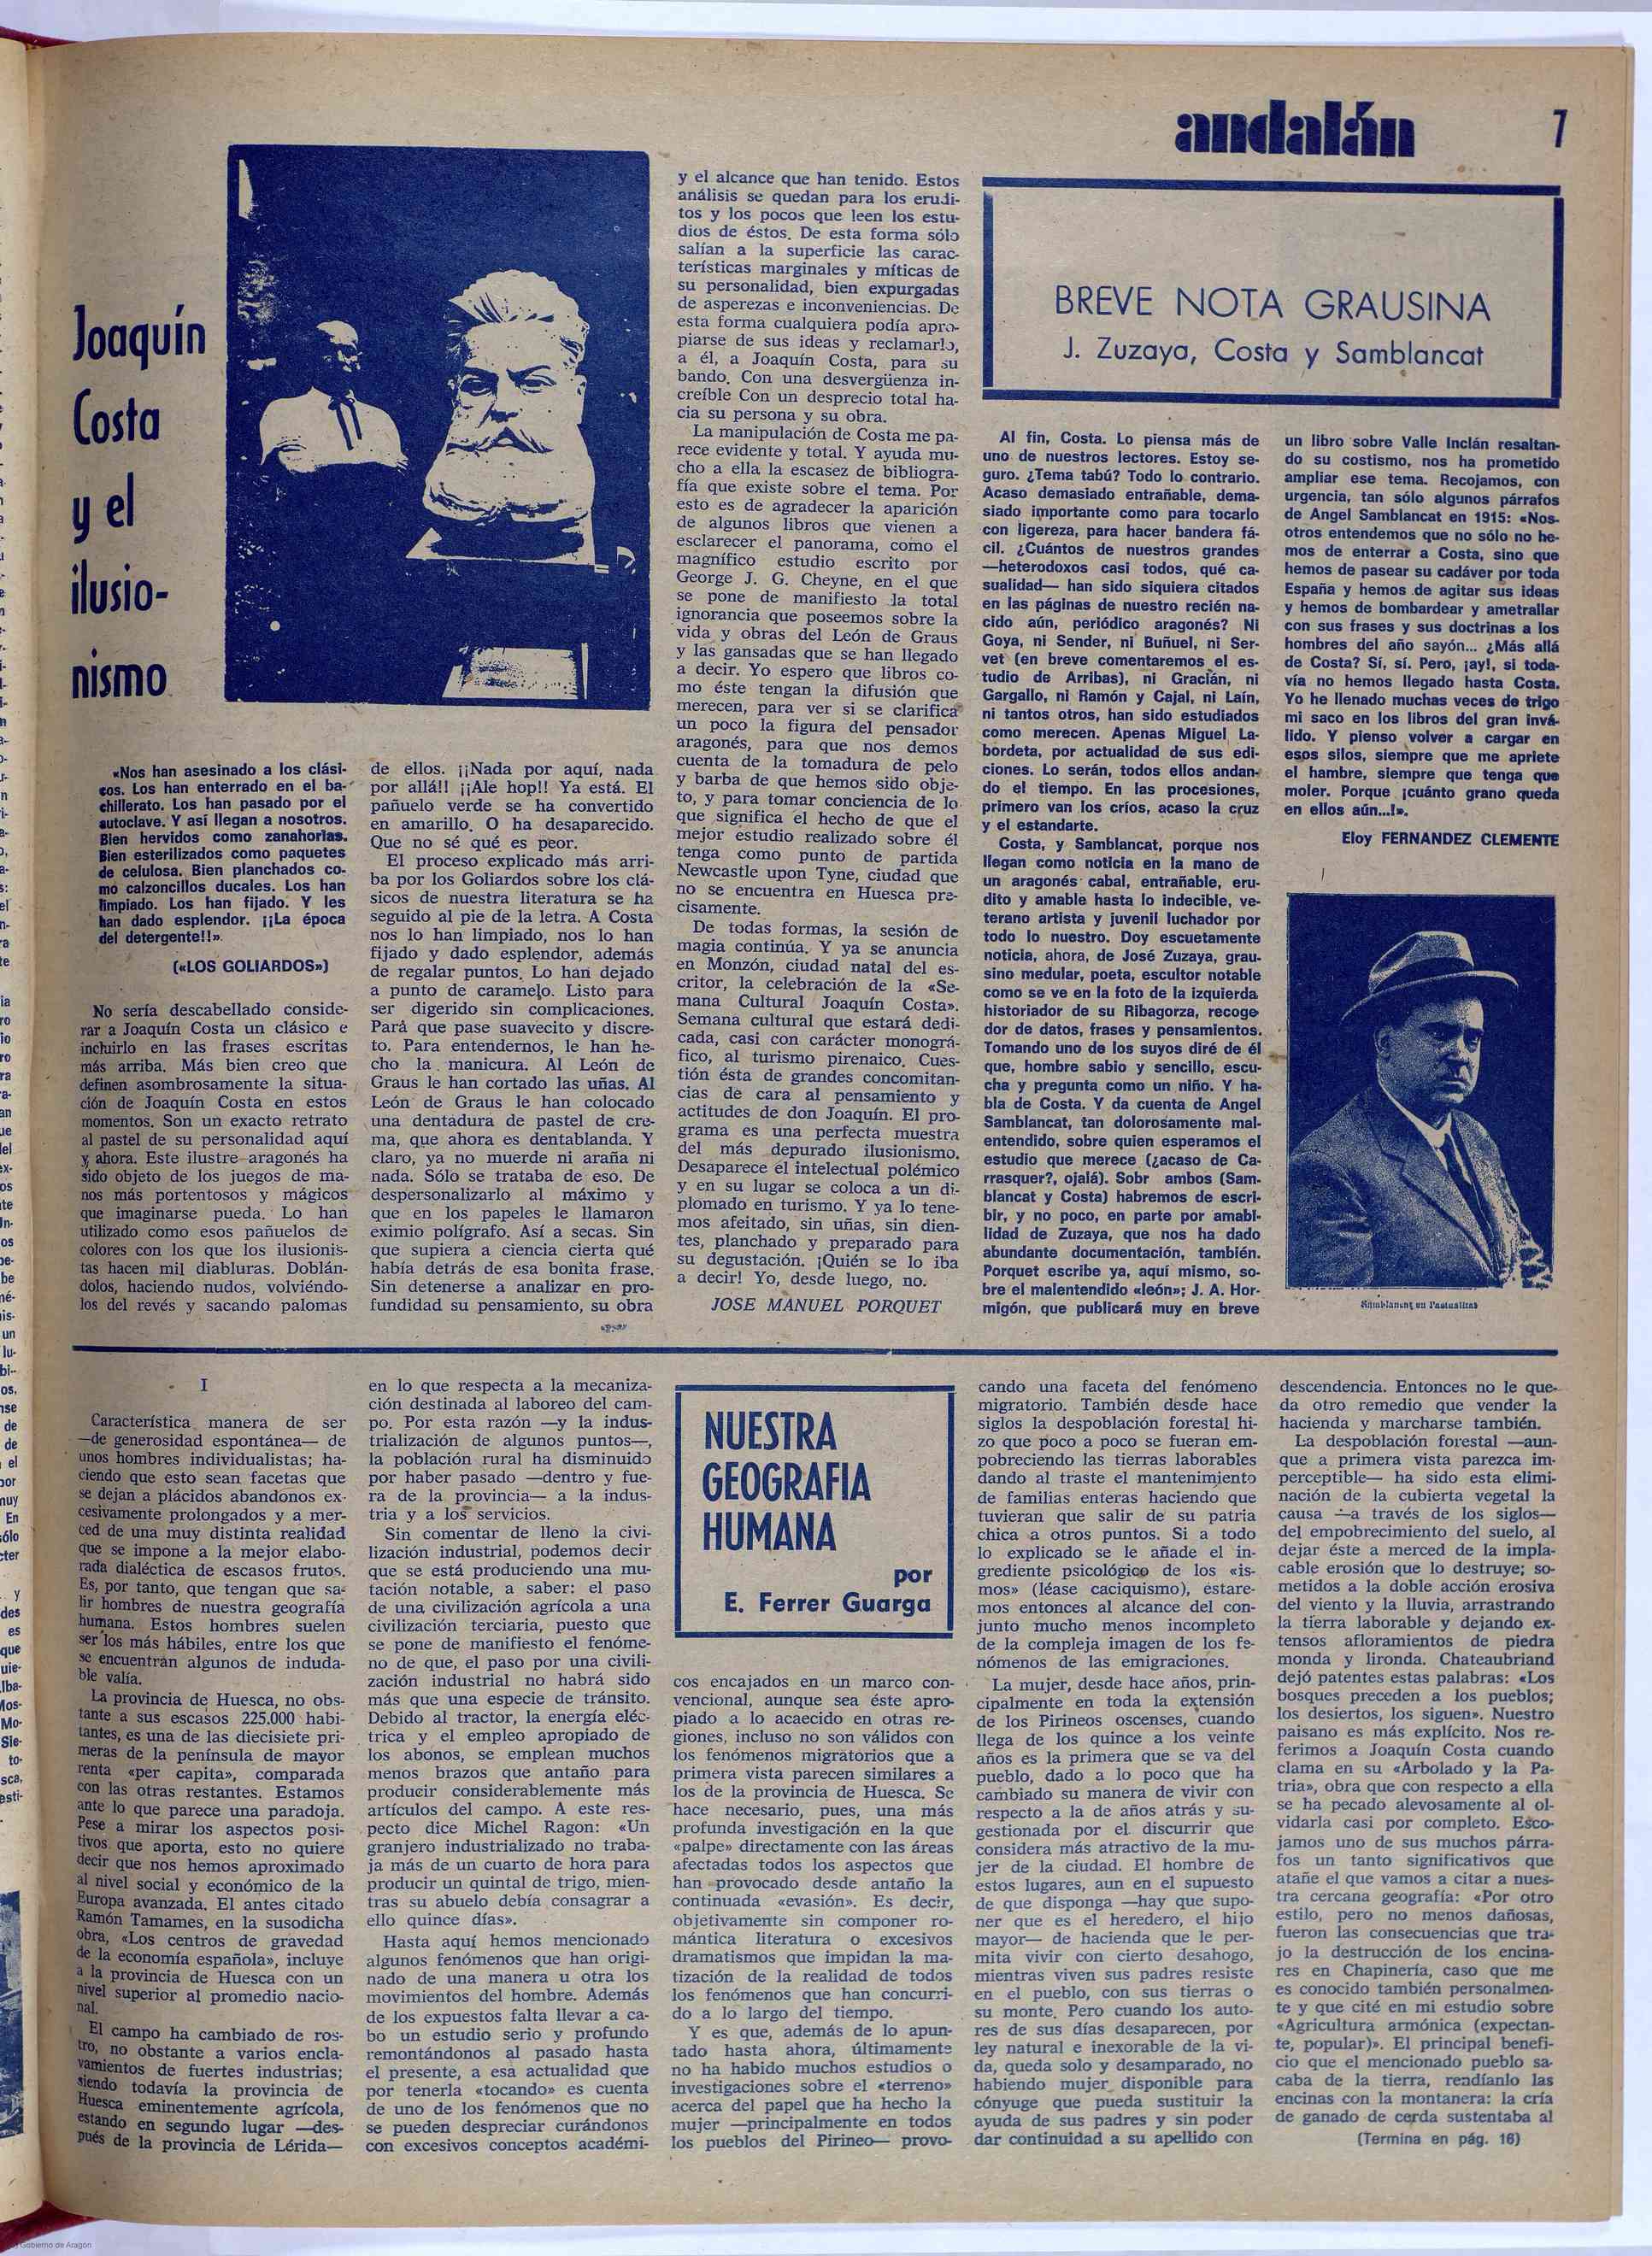 andalán
7
Joaquín
Costa
y el
ilusio-
nismo
«Nos han asesinado a los clási-
cos. Los han enterrado en el ba-
chillerato. Los han pasado por el
autoclave. Y así llegan a nosotros.
Bien hervidos como zanahorias.
Bien esterilizados como paquetes
de celulosa. Bien planchados co-
mo calzoncillos ducales. Los han
limpiado. Los han fijado. Y les
han dado esplendor. ¡¡La época
del detergente!!».
(«LOS GOLIARDOS»)
No sería descabellado conside-
rar a Joaquín Costa un clásico e
incluirlo en las frases escritas
más arriba. Más bien creo que
definen asombrosamente la situa-
ción de Joaquín Costa en estos
momentos. Son un exacto retrato
al pastel de su personalidad aquí
y ahora. Este ilustre aragonés ha
sido objeto de los juegos de ma-
nos más portentosos y mágicos
que imaginarse pueda. Lo han
utilizado como esos pañuelos de
colores con los que los ilusionis-
tas hacen mil diabluras. Doblán-
dolos, haciendo nudos, volviéndo-
los del revés y sacando palomas
de ellos. ¡¡Nada por aquí, nada
por allá!! ¡¡Ale hop!! Ya está. El
pañuelo verde se ha convertido
en amarillo. O ha desaparecido.
Que no sé qué es peor.
El proceso explicado más arri-
ba por los Goliardos sobre los clá-
sicos de nuestra literatura se ha
seguido al pie de la letra. A Costa
nos lo han limpiado, nos lo han
fijado y dado esplendor, además
de regalar puntos. Lo han dejado
a punto de caramelo. Listo para
ser digerido sin complicaciones.
Para que pase suavecito y discre-
to. Para entendernos, le han he-
cho la manicura. Al León de
Graus le han cortado las uñas. Al
León de Graus le han colocado
una dentadura de pastel de cre-
ma, que ahora es dentablanda. Y
claro, ya no muerde ni araña ni
nada. Sólo se trataba de eso. De
despersonalizarlo al máximo y
que en los papeles le llamaron
eximio polígrafo. Así a secas. Sin
que supiera a ciencia cierta qué
había detrás de esa bonita frase.
Sin detenerse a analizar en pro-
fundidad su pensamiento, su obra
y el alcance que han tenido. Estos
análisis se quedan para los erudi-
tos y los pocos que leen los estu-
dios de éstos. De esta forma sólo
salían a la superficie las carac-
terísticas marginales y míticas de
su personalidad, bien expurgadas
de asperezas e inconveniencias. De
esta forma cualquiera podía apro-
piarse de sus ideas y reclamarlo,
a él, a Joaquín Costa, para su
bando. Con una desvergüenza in-
creíble Con un desprecio total ha-
cia su persona y su obra.
La manipulación de Costa me pa-
rece evidente y total. Y ayuda mu-
cho a ella la escasez de bibliogra-
fía que existe sobre el tema. Por
esto es de agradecer la aparición
de algunos libros que vienen a
esclarecer el panorama, como el
magnífico estudio escrito por
George J. G. Cheyne, en el que
se pone de manifiesto la total
ignorancia que poseemos sobre la
vida y obras del León de Graus
y las gansadas que se han llegado
a decir. Yo espero que libros co-
mo éste tengan la difusión que
merecen, para ver si se clarifica
un poco la figura del pensador
aragonés, para que nos demos
cuenta de la tomadura de pelo
y barba de que hemos sido obje-
to, y para tomar conciencia de lo
que significa el hecho de que el
mejor estudio realizado sobre él
tenga como punto de partida
Newcastle upon Tyne, ciudad que
no se encuentra en Huesca pre-
cisamente.
De todas formas, la sesión de
magia continúa. Y ya se anuncia
en Monzón, ciudad natal del es-
critor, la celebración de la «Se-
mana Cultural Joaquín Costa».
Semana cultural que estará dedi-
cada, casi con carácter monográ-
fico, al turismo pirenaico. Cues-
tión ésta de grandes concomitan-
cias de cara al pensamiento y
actitudes de don Joaquín. El pro-
grama es una perfecta muestra
del más depurado ilusionismo.
Desaparece el intelectual polémico
y en su lugar se coloca a un di-
plomado en turismo. Y ya lo tene-
mos afeitado, sin uñas, sin dien-
tes, planchado y preparado para
su degustación. ¡Quién se lo iba
a decir! Yo, desde luego, no.
JOSE MANUEL PORQUET
BREVE NOTA GRAUSINA
J. Zuzaya, Costa y Samblancat
Al fin, Costa. Lo piensa más de
uno de nuestros lectores. Estoy se-
guro. ¿Tema tabú? Todo lo contrario.
Acaso demasiado entrañable, dema-
siado importante como para tocarlo
con ligereza, para hacer bandera fá-
cil. ¿Cuántos de nuestros grandes
—heterodoxos casi todos, qué ca-
sualidad— han sido siquiera citados
en las páginas de nuestro recién na-
cido aún, periódico aragonés? Ni
Goya, ni Sender, ni Buñuel, ni Ser-
vet (en breve comentaremos el es-
tudio de Arribas), ni Gracián, ni
Gargallo, ni Ramón y Cajal, ni Laín,
ni tantos otros, han sido estudiados
como merecen. Apenas Miguel La-
bordeta, por actualidad de sus edi-
ciones. Lo serán, todos ellos andan-
do el tiempo. En las procesiones,
primero van los críos, acaso la cruz
y el estandarte.
Costa, y Samblancat, porque nos
llegan como noticia en la mano de
un aragonés cabal, entrañable, eru-
dito y amable hasta lo indecible, ve-
terano artista y juvenil luchador por
todo lo nuestro. Doy escuetamente
noticia, ahora, de José Zuzaya, grau-
sino medular, poeta, escultor notable
como se ve en la foto de la izquierda
historiador de su Ribagorza, recoge
dor de datos, frases y pensamientos.
Tomando uno de los suyos diré de él
que, hombre sabio y sencillo, escu-
cha y pregunta como un niño. Y ha-
bla de Costa. Y da cuenta de Angel
Samblancat, tan dolorosamente mal-
entendido, sobre quien esperamos el
estudio que merece (¿acaso de Ca-
rrasquer?, ojalá). Sobr ambos (Sam-
blancat y Costa) habremos de escri-
bir, y no poco, en parte por amabi-
lidad de Zuzaya, que nos ha dado
abundante documentación, también.
Porquet escribe ya, aquí mismo, so-
bre el malentendido «león»; J. A. Hor-
migón, que publicará muy en breve
un libro sobre Valle Inclán resaltan-
do su costismo, nos ha prometido
ampliar ese tema. Recojamos, con
urgencia, tan sólo algunos párrafos
de Angel Samblancat en 1915: «Nos-
otros entendemos que no sólo no he-
mos de enterrar a Costa, sino que
hemos de pasear su cadáver por toda
España y hemos de agitar sus ideas
y hemos de bombardear y ametrallar
con sus frases y sus doctrinas a los
hombres del año sayón... ¿Más allá
de Costa? Sí, sí. Pero, ¡ay!, si toda-
vía no hemos llegado hasta Costa.
Yo he llenado muchas veces de trigo
mi saco en los libros del gran invá-
lido. Y pienso volver a cargar en
esos silos, siempre que me apriete
el hambre, siempre que tenga que
moler. Porque ¡cuánto grano queda
en ellos aún...!».
Eloy FERNANDEZ CLEMENTE
Samblancat en
I
Característica manera de ser
—de generosidad espontánea— de
unos hombres individualistas; ha-
ciendo que esto sean facetas que
se dejan a plácidos abandonos ex-
cesivamente prolongados y a mer-
ced de una muy distinta realidad
que se impone a la mejor elabo-
rada dialéctica de escasos frutos.
Es, por tanto, que tengan que sa-
lir hombres de nuestra geografía
humana. Estos hombres suelen
ser los más hábiles, entre los que
se encuentran algunos de induda-
ble valía.
La provincia de Huesca, no obs-
tante a sus escasos 225.000 habi-
tantes, es una de las diecisiete pri-
meras de la península de mayor
renta «per capita», comparada
con las otras restantes. Estamos
ante lo que parece una paradoja.
Pese a mirar los aspectos posi-
tivos que aporta, esto no quiere
decir que nos hemos aproximado
al nivel social y económico de la
Europa avanzada. El antes citado
Ramón Tamames, en la susodicha
obra, «Los centros de gravedad
de la economía española», incluye
a la provincia de Huesca con un
nivel superior al promedio nacio-
nal.
El campo ha cambiado de ros-
tro, no obstante a varios encla-
vamientos de fuertes industrias;
siendo todavía la provincia de
Huesca eminentemente agrícola,
estando en segundo lugar —des-
pués de la provincia de Lérida—
en lo que respecta a la mecaniza-
ción destinada al laboreo del cam-
po. Por esta razón —y la indus-
trialización de algunos puntos—,
la población rural ha disminuido
por haber pasado —dentro y fue-
ra de la provincia— a la indus-
tria y a los servicios.
Sin comentar de lleno la civi-
lización industrial, podemos decir
que se está produciendo una mu-
tación notable, a saber: el paso
de una civilización agrícola a una
civilización terciaria, puesto que
se pone de manifiesto el fenóme-
no de que, el paso por una civili-
zación industrial no habrá sido
más que una especie de tránsito.
Debido al tractor, la energía eléc-
trica y el empleo apropiado de
los abonos, se emplean muchos
menos brazos que antaño para
producir considerablemente más
artículos del campo. A este res-
pecto dice Michel Ragon: «Un
granjero industrializado no traba-
ja más de un cuarto de hora para
producir un quintal de trigo, mien-
tras su abuelo debía consagrar a
ello quince días».
Hasta aquí hemos mencionado
algunos fenómenos que han origi-
nado de una manera u otra los
movimientos del hombre. Además
de los expuestos falta llevar a ca-
bo un estudio serio y profundo
remontándonos al pasado hasta
el presente, a esa actualidad que
por tenerla «tocando» es cuenta
de uno de los fenómenos que no
se pueden despreciar curándonos
con excesivos conceptos académi-
NUESTRA
GEOGRAFIA
HUMANA
por
E. Ferrer Guarga
cos encajados en un marco con-
vencional, aunque sea éste apro-
piado a lo acaecido en otras re-
giones, incluso no son válidos con
los fenómenos migratorios que a
primera vista parecen similares a
los de la provincia de Huesca. Se
hace necesario, pues, una más
profunda investigación en la que
«palpe» directamente con las áreas
afectadas todos los aspectos que
han provocado desde antaño la
continuada «evasión». Es decir,
objetivamente sin componer ro-
mántica literatura o excesivos
dramatismos que impidan la ma-
tización de la realidad de todos
los fenómenos que han concurri-
do a lo largo del tiempo.
Y es que, además de lo apun-
tado hasta ahora, últimamente
no ha habido muchos estudios o
investigaciones sobre el «terreno»
acerca del papel que ha hecho la
mujer —principalmente en todos
los pueblos del Pirineo— provo-
cando una faceta del fenómeno
migratorio. También desde hace
siglos la despoblación forestal hi-
zo que poco a poco se fueran em-
pobreciendo las tierras laborables
dando al traste el mantenimiento
de familias enteras haciendo que
tuvieran que salir de su patria
chica a otros puntos. Si a todo
lo explicado se le añade el in-
grediente psicológico de los «is-
mos» (léase caciquismo), estare-
mos entonces al alcance del con-
junto mucho menos incompleto
de la compleja imagen de los fe-
nómenos de las emigraciones.
La mujer, desde hace años, prin-
cipalmente en toda la extensión
de los Pirineos oscenses, cuando
llega de los quince a los veinte
años es la primera que se va del
pueblo, dado a lo poco que ha
cambiado su manera de vivir con
respecto a la de años atrás y su-
gestionada por el discurrir que
considera más atractivo de la mu-
jer de la ciudad. El hombre de
estos lugares, aun en el supuesto
de que disponga —hay que supo-
ner que es el heredero, el hijo
mayor— de hacienda que le per-
mita vivir con cierto desahogo,
mientras viven sus padres resiste
en el pueblo, con sus tierras o
su monte. Pero cuando los auto-
res de sus días desaparecen, por
ley natural e inexorable de la vi-
da, queda solo y desamparado, no
habiendo mujer disponible para
cónyuge que pueda sustituir la
ayuda de sus padres y sin poder
dar continuidad a su apellido con
descendencia. Entonces no le que-
da otro remedio que vender la
hacienda y marcharse también.
La despoblación forestal —aun-
que a primera vista parezca im-
perceptible— ha sido esta elimi-
nación de la cubierta vegetal la
causa —a través de los siglos—
del empobrecimiento del suelo, al
dejar éste a merced de la impla-
cable erosión que lo destruye; so-
metidos a la doble acción erosiva
del viento y la lluvia, arrastrando
la tierra laborable y dejando ex-
tensos afloramientos de piedra
monda y lironda. Chateaubriand
dejó patentes estas palabras: «Los
bosques preceden a los pueblos;
los desiertos, los siguen». Nuestro
paisano es más explícito. Nos re-
ferimos a Joaquín Costa cuando
clama en su «Arbolado y la Pa-
tria», obra que con respecto a ella
se ha pecado alevosamente al ol-
vidarla casi por completo. Esco-
jamos uno de sus muchos párra-
fos un tanto significativos que
atañe el que vamos a citar a nues-
tra cercana geografía: «Por otro
estilo, pero no menos dañosas,
fueron las consecuencias que tra-
jo la destrucción de los encina-
res en Chapinería, caso que me
es conocido también personalmen-
te y que cité en mi estudio sobre
«Agricultura armónica (expectan-
te, popular)». El principal benefi-
cio que el mencionado pueblo sa-
caba de la tierra, rendíanlo las
encinas con la montanera: la cría
de ganado de cerda sustentaba al
(Termina en pág. 16)
Gobierno de Aragón